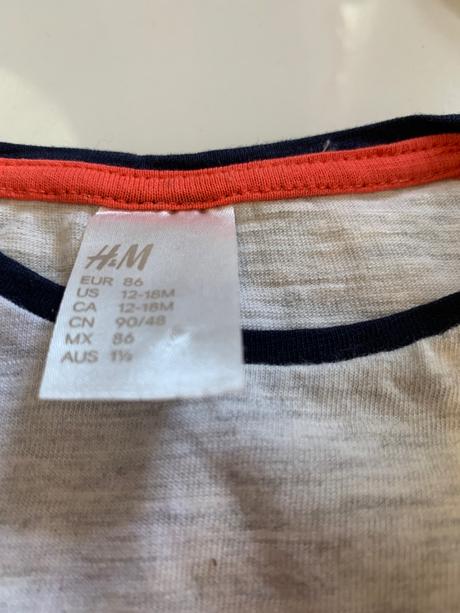 H&M
EUR 86
US 12-18M
CA 12-18M
CN 90/48
MX 86
AUS 1½